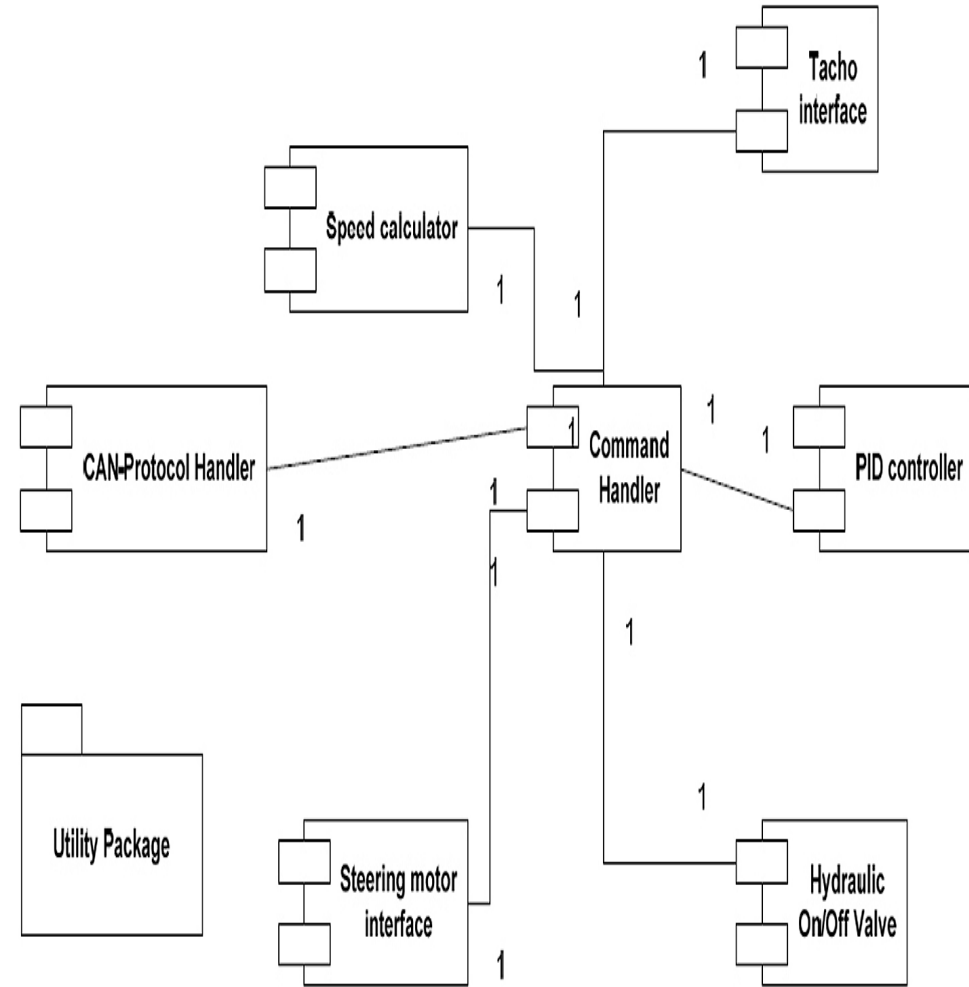 Tacho
interface
1
Speed calculator
1
1
CAN-Protocol Handler
1
1
Command
Handler
1
1
PID controller
1
1
1
Utility Package
Steering motor
interface
1
1
Hydraulic
On/Off Valve